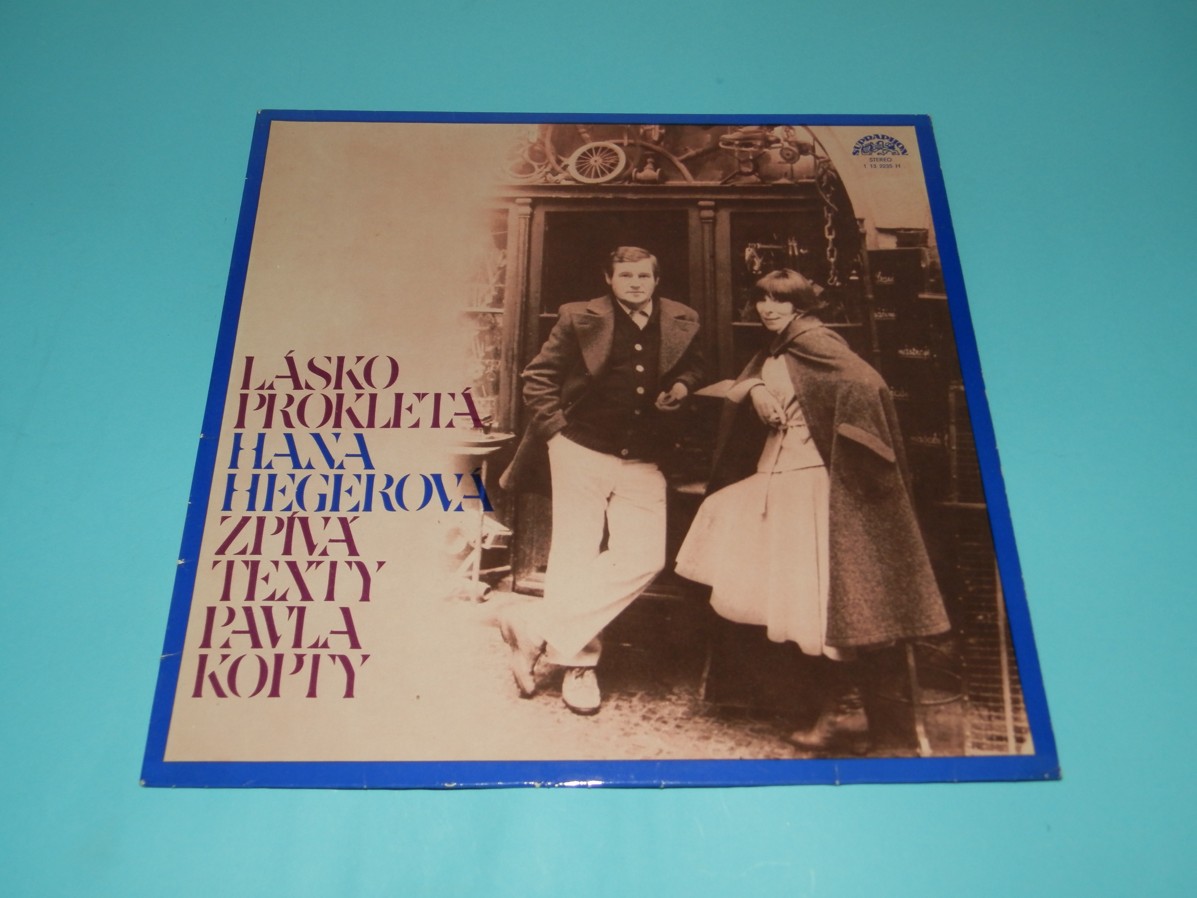 LÁSKO
PROKLETÁ
HANA
HEGEROVÁ
ZPÍVÁ
TEXTY
PAVLA
KOPTY
SUPRAPHON
STEREO